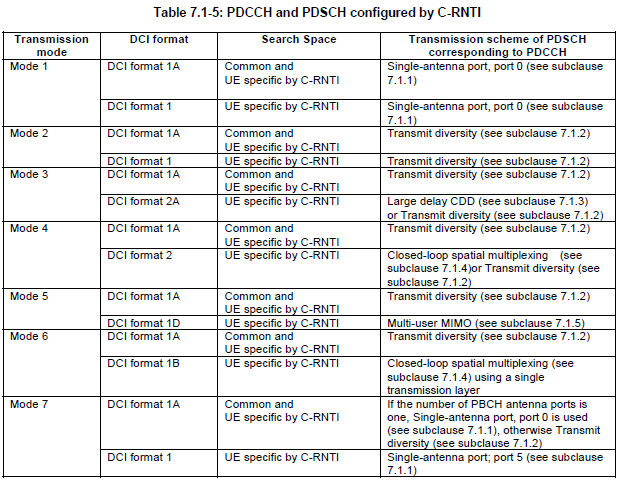 Table 7.1-5: PDCCH and PDSCH configured by C-RNTI
Transmission mode
DCI format
Search Space
Transmission scheme of PDSCH corresponding to PDCCH
Mode 1
DCI format 1A
Common and
UE specific by C-RNTI
Single-antenna port, port 0 (see subclause
7.1.1)
DCI format 1
UE specific by C-RNTI
Single-antenna port, port 0 (see subclause
7.1.1)
Mode 2
DCI format 1A
Common and
UE specific by C-RNTI
Transmit diversity (see subclause 7.1.2)
DCI format 1
UE specific by C-RNTI
Transmit diversity (see subclause 7.1.2)
Mode 3
DCI format 1A
Common and
UE specific by C-RNTI
Transmit diversity (see subclause 7.1.2)
DCI format 2A
UE specific by C-RNTI
Large delay CDD (see subclause 7.1.3)
or Transmit diversity (see subclause 7.1.2)
Mode 4
DCI format 1A
Common and
UE specific by C-RNTI
Transmit diversity (see subclause 7.1.2)
DCI format 2
UE specific by C-RNTI
Closed-loop spatial multiplexing (see
subclause 7.1.4)or Transmit diversity (see
subclause 7.1.2)
Mode 5
DCI format 1A
Common and
UE specific by C-RNTI
Transmit diversity (see subclause 7.1.2)
DCI format 1D
UE specific by C-RNTI
Multi-user MIMO (see subclause 7.1.5)
Mode 6
DCI format 1A
Common and
UE specific by C-RNTI
Transmit diversity (see subclause 7.1.2)
DCI format 1B
UE specific by C-RNTI
Closed-loop spatial multiplexing (see
subclause 7.1.4) using a single
transmission layer
Mode 7
DCI format 1A
Common and
UE specific by C-RNTI
If the number of PBCH antenna ports is
one, Single-antenna port, port 0 is used
(see subclause 7.1.1), otherwise Transmit
diversity (see subclause 7.1.2)
DCI format 1
UE specific by C-RNTI
Single-antenna port; port 5 (see subclause
7.1.1)